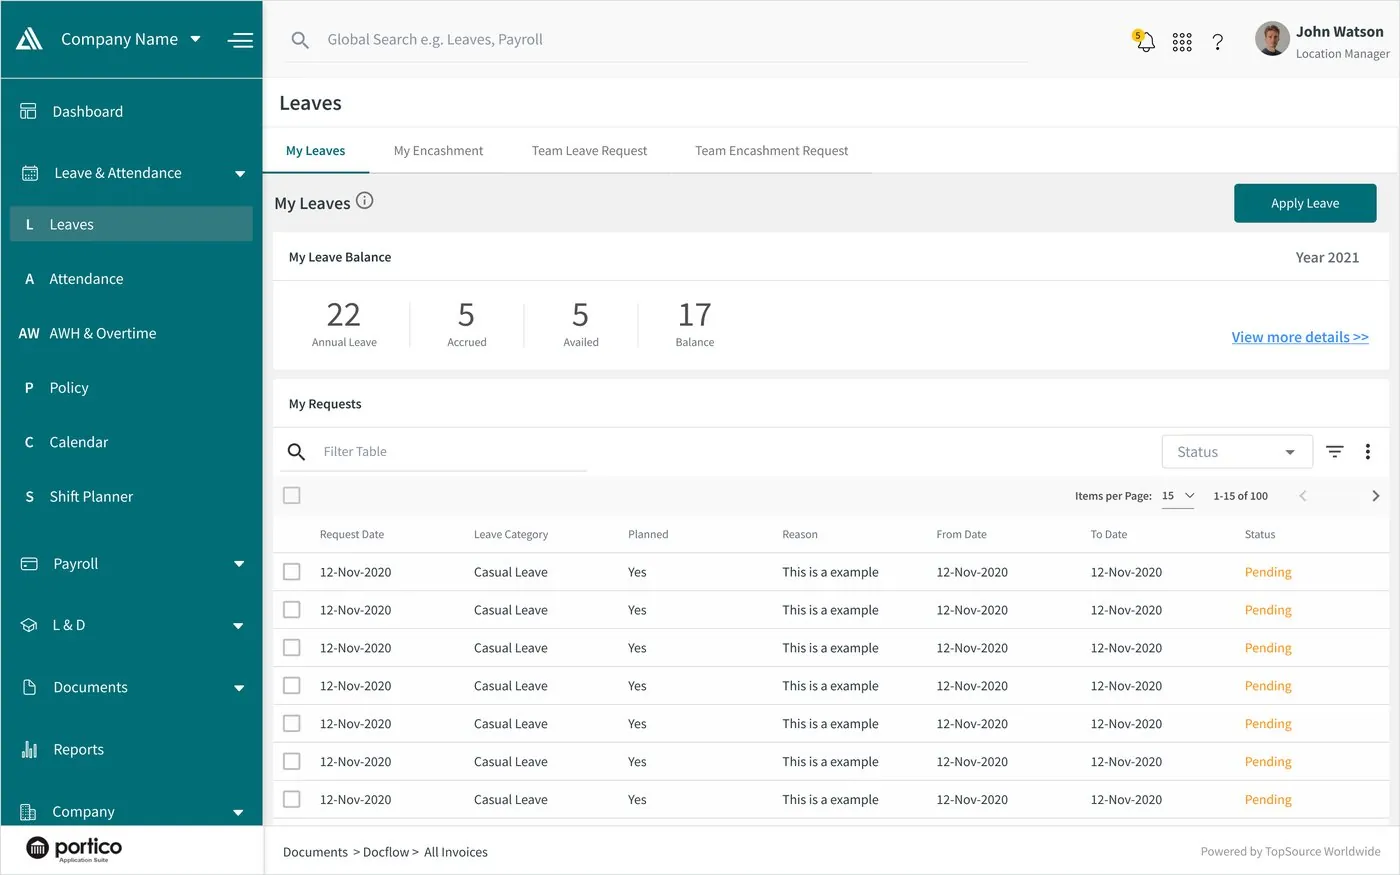 Company Name
Global Search e.g. Leaves, Payroll
5
?
John Watson
Location Manager
Dashboard
Leave & Attendance
L Leaves
A Attendance
AW AWH & Overtime
P Policy
C Calendar
S Shift Planner
Payroll
L & D
Documents
Reports
Company
portico
Application Suite
Leaves
My Leaves My Encashment Team Leave Request Team Encashment Request
My Leaves
Apply Leave
My Leave Balance Year 2021
22 5 5 17
Annual Leave Accrued Availed Balance
View more details >>
My Requests
Filter Table Status
Items per Page: 15 1-15 of 100
Request Date Leave Category Planned Reason From Date To Date Status
12-Nov-2020 Casual Leave Yes This is a example 12-Nov-2020 12-Nov-2020 Pending
12-Nov-2020 Casual Leave Yes This is a example 12-Nov-2020 12-Nov-2020 Pending
12-Nov-2020 Casual Leave Yes This is a example 12-Nov-2020 12-Nov-2020 Pending
12-Nov-2020 Casual Leave Yes This is a example 12-Nov-2020 12-Nov-2020 Pending
12-Nov-2020 Casual Leave Yes This is a example 12-Nov-2020 12-Nov-2020 Pending
12-Nov-2020 Casual Leave Yes This is a example 12-Nov-2020 12-Nov-2020 Pending
12-Nov-2020 Casual Leave Yes This is a example 12-Nov-2020 12-Nov-2020 Pending
Documents > Docflow > All Invoices
Powered by TopSource Worldwide